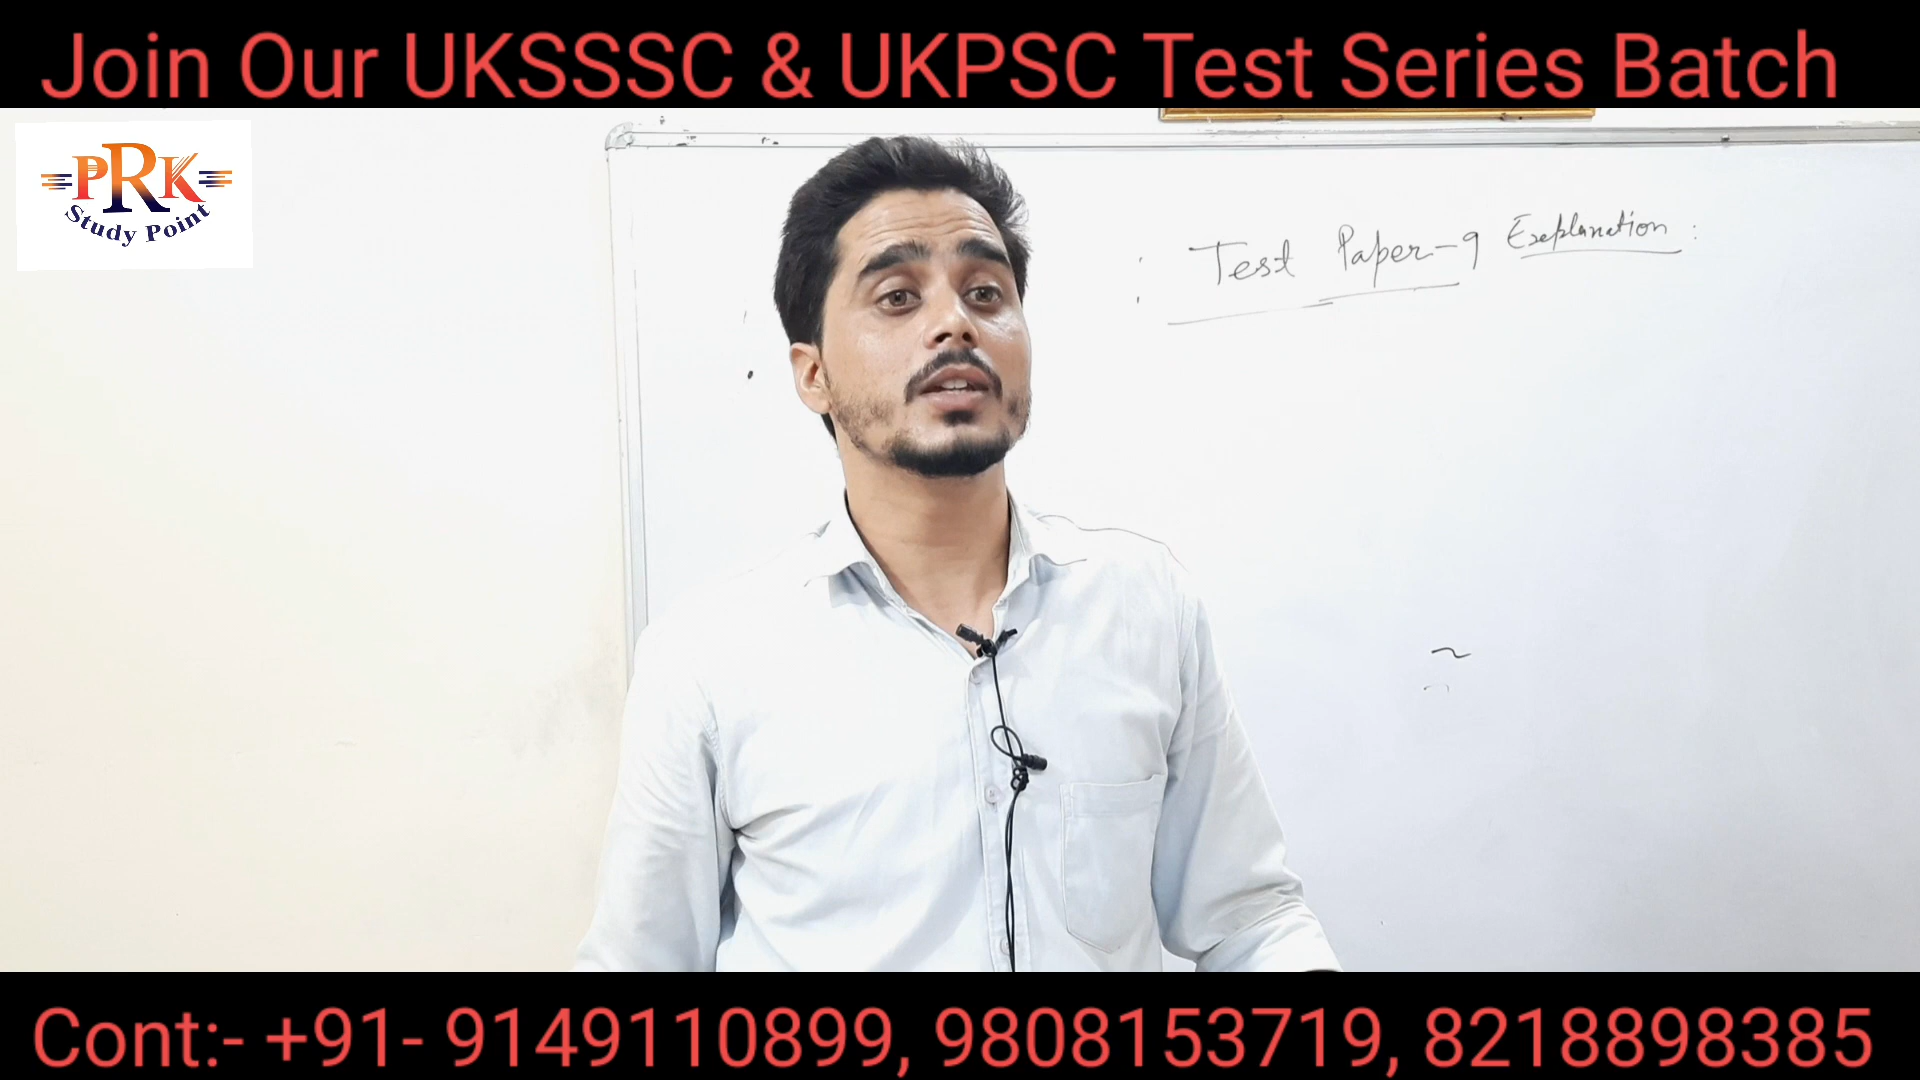 Join Our UKSSSC & UKPSC Test Series Batch
PRK
Study Point
: Test Paper-9 Explanation :
Cont:- +91- 9149110899, 9808153719, 8218898385